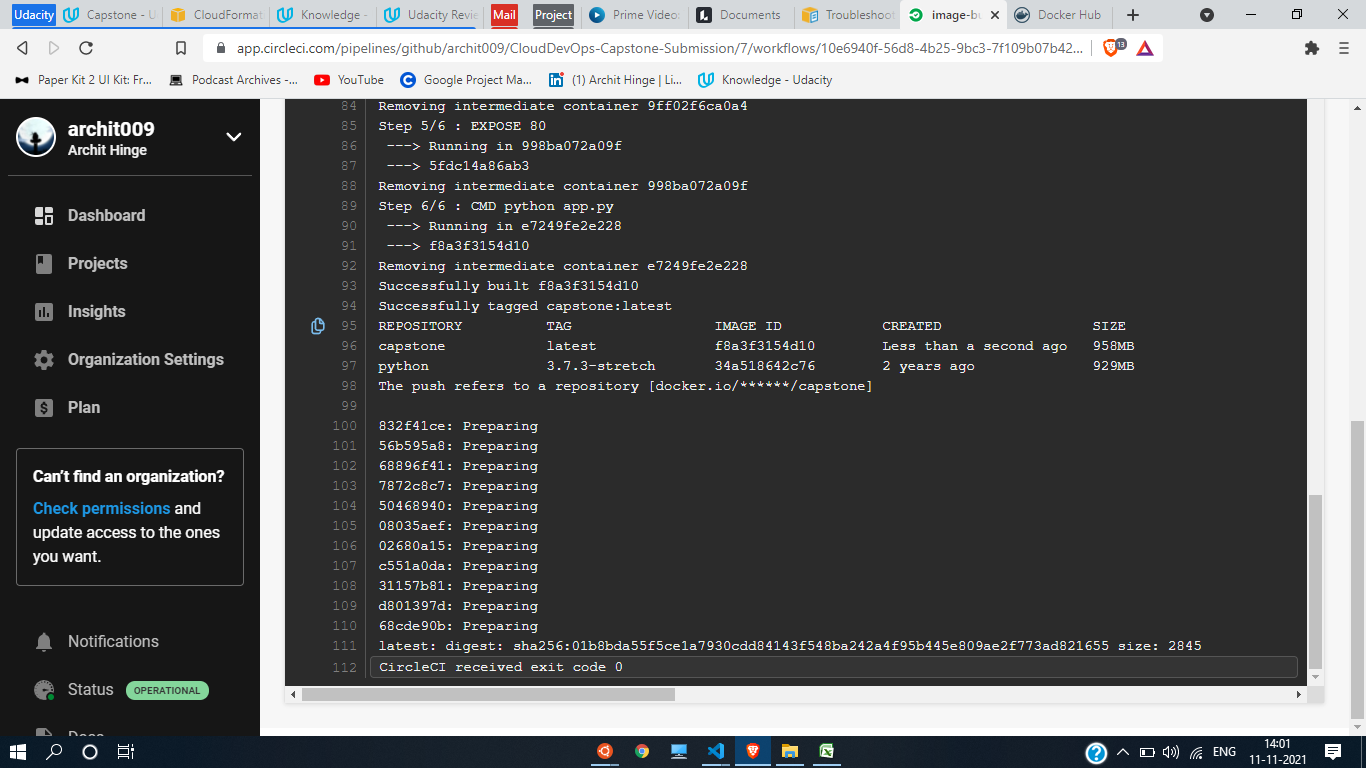 Udacity
Capstone - U
CloudFormat
Knowledge -
Udacity Revie
Mail
Project
Prime Video
Documents
Troubleshoot
image-bu
Docker Hub
app.circleci.com/pipelines/github/archit009/CloudDevOps-Capstone-Submission/7/workflows/10e6940f-56d8-4b25-9bc3-7f109b07b42...
13
Paper Kit 2 UI Kit: Fr...
Podcast Archives -...
YouTube
Google Project Ma...
(1) Archit Hinge | Li...
Knowledge - Udacity
archit009
Archit Hinge
Dashboard
Projects
Insights
Organization Settings
Plan
Can't find an organization?
Check permissions and
update access to the ones
you want.
Notifications
Status OPERATIONAL
Docs
84 Removing intermediate container 9ff02f6ca0a4
85 Step 5/6 : EXPOSE 80
86 ---> Running in 998ba072a09f
87 ---> 5fdc14a86ab3
88 Removing intermediate container 998ba072a09f
89 Step 6/6 : CMD python app.py
90 ---> Running in e7249fe2e228
91 ---> f8a3f3154d10
92 Removing intermediate container e7249fe2e228
93 Successfully built f8a3f3154d10
94 Successfully tagged capstone:latest
95 REPOSITORY TAG IMAGE ID CREATED SIZE
96 capstone latest f8a3f3154d10 Less than a second ago 958MB
97 python 3.7.3-stretch 34a518642c76 2 years ago 929MB
98 The push refers to a repository [docker.io/******/capstone]
99
100 832f41ce: Preparing
101 56b595a8: Preparing
102 68896f41: Preparing
103 7872c8c7: Preparing
104 50468940: Preparing
105 08035aef: Preparing
106 02680a15: Preparing
107 c551a0da: Preparing
108 31157b81: Preparing
109 d801397d: Preparing
110 68cde90b: Preparing
111 latest: digest: sha256:01b8bda55f5ce1a7930cdd84143f548ba242a4f95b445e809ae2f773ad821655 size: 2845
112 CircleCI received exit code 0
ENG
14:01
11-11-2021